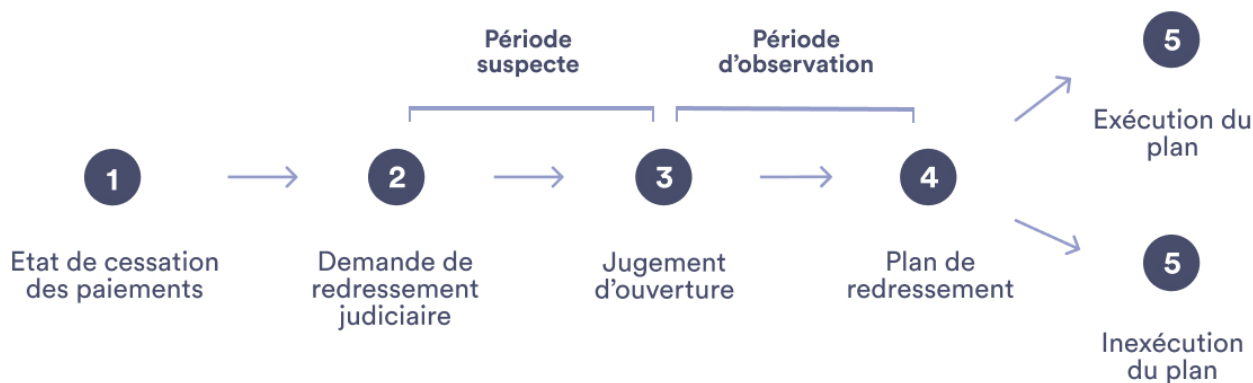 Période
suspecte
Période
d'observation
5
Exécution du
plan
1
2
3
4
Etat de cessation
des paiements
Demande de
redressement
judiciaire
Jugement
d'ouverture
Plan de
redressement
5
Inexécution
du plan